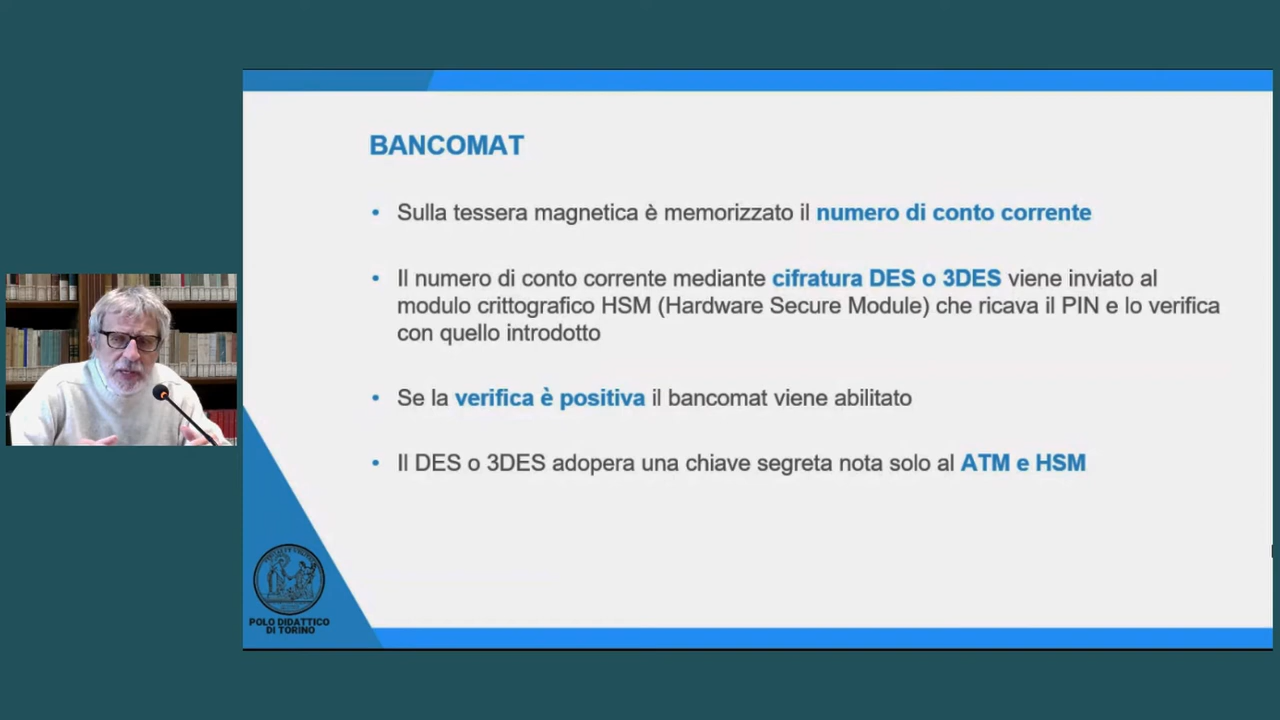 BANCOMAT
• Sulla tessera magnetica è memorizzato il numero di conto corrente
• Il numero di conto corrente mediante cifratura DES o 3DES viene inviato al
modulo crittografico HSM (Hardware Secure Module) che ricava il PIN e lo verifica
con quello introdotto
• Se la verifica è positiva il bancomat viene abilitato
• Il DES o 3DES adopera una chiave segreta nota solo al ATM e HSM
POLO DIDATTICO
DI TORINO